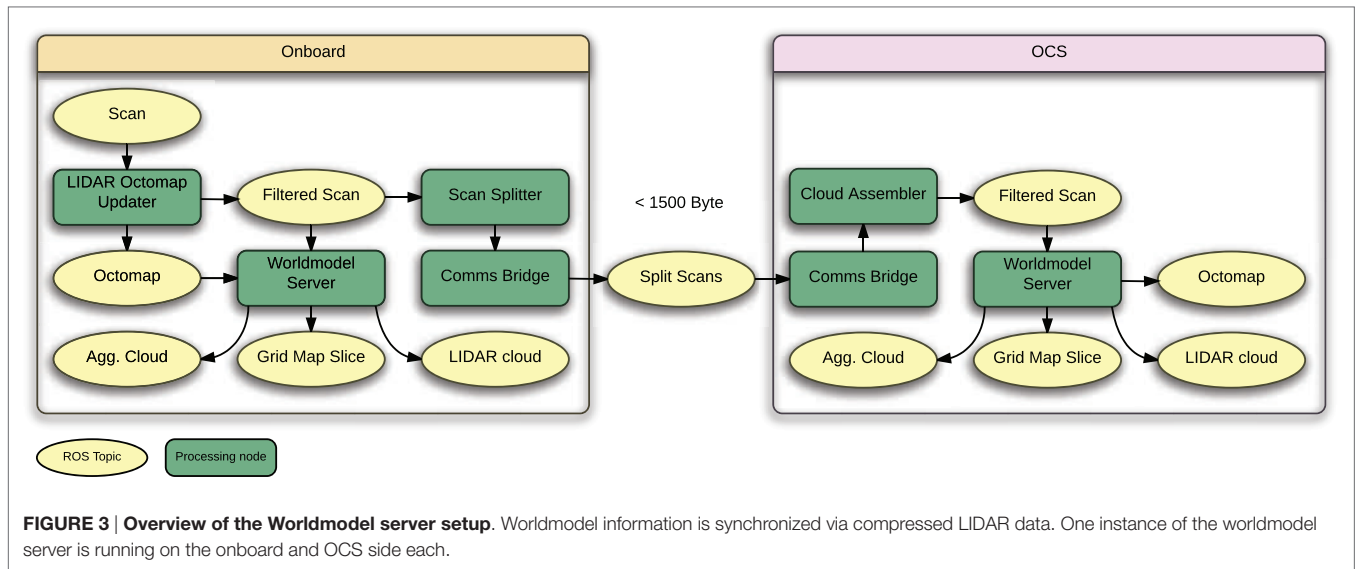 Onboard
OCS
Scan
LIDAR Octomap
Updater
Filtered Scan
Scan Splitter
< 1500 Byte
Cloud Assembler
Filtered Scan
Octomap
Worldmodel
Server
Comms Bridge
Split Scans
Comms Bridge
Worldmodel
Server
Octomap
Agg. Cloud
Grid Map Slice
LIDAR cloud
Agg. Cloud
Grid Map Slice
LIDAR cloud
ROS Topic
Processing node
FIGURE 3 | Overview of the Worldmodel server setup. Worldmodel information is synchronized via compressed LIDAR data. One instance of the worldmodel
server is running on the onboard and OCS side each.